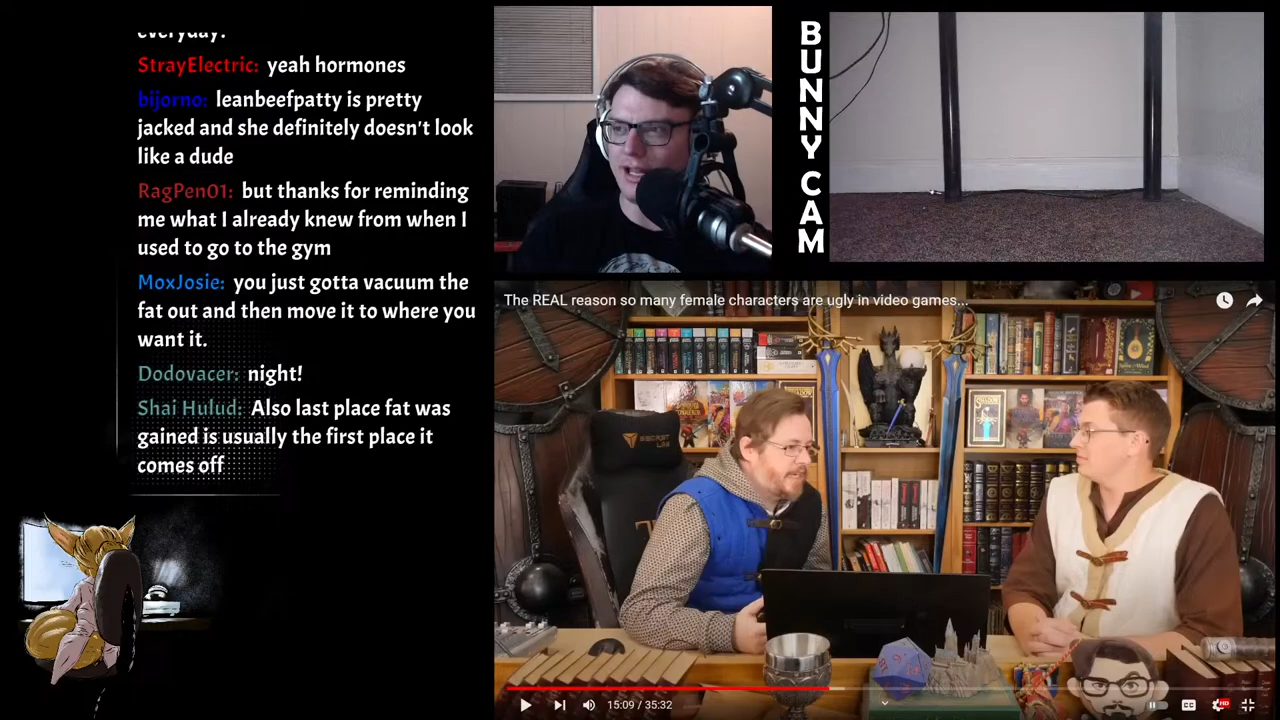 everyday?
StrayElectric: yeah hormones
bijorno: leanbeefpatty is pretty
jacked and she definitely doesn't look
like a dude
RagPen01: but thanks for reminding
me what I already knew from when I
used to go to the gym
MoxJosie: you just gotta vacuum the
fat out and then move it to where you
want it.
Dodovacer: night!
Shai Hulud: Also last place fat was
gained is usually the first place it
comes off
BUNNY CAM
The REAL reason so many female characters are ugly in video games...
SECRETLAB
15:09 / 35:32
CC
HD